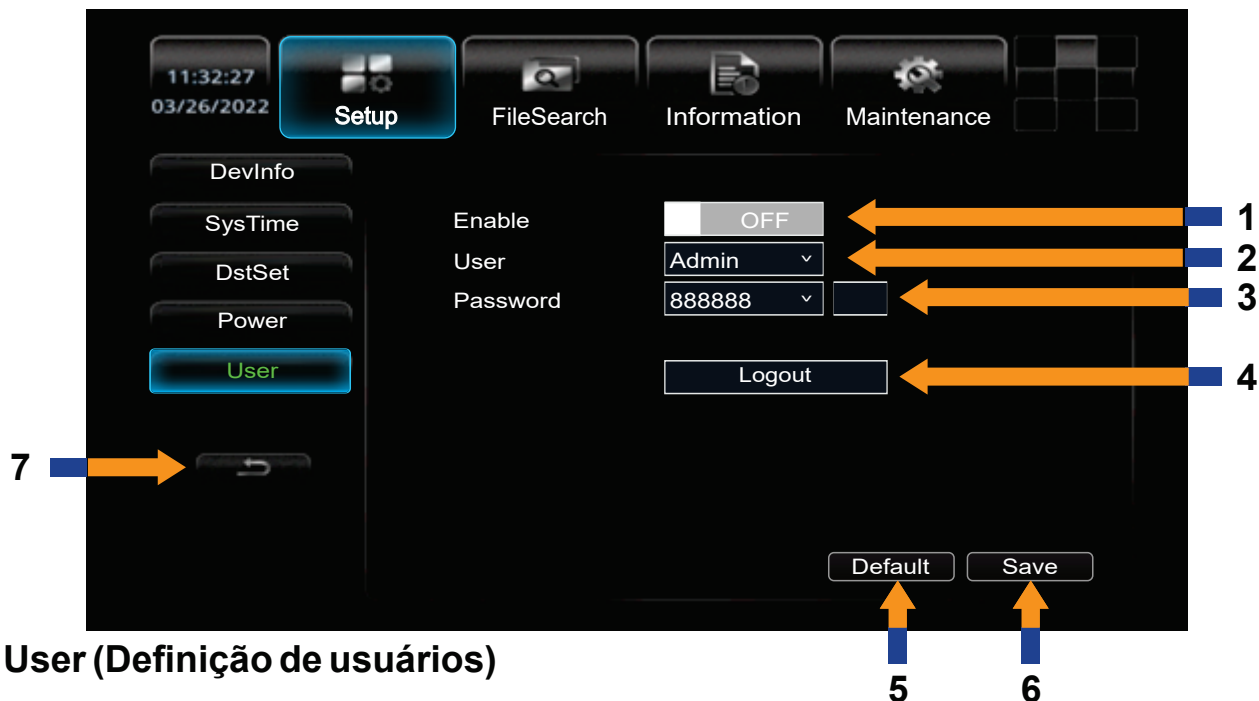 11:32:27
03/26/2022
Setup
FileSearch
Information
Maintenance
DevInfo
SysTime
DstSet
Power
User
Enable OFF 1
User Admin 2
Password 888888 3
Logout 4
7
Default Save
User (Definição de usuários)
5 6